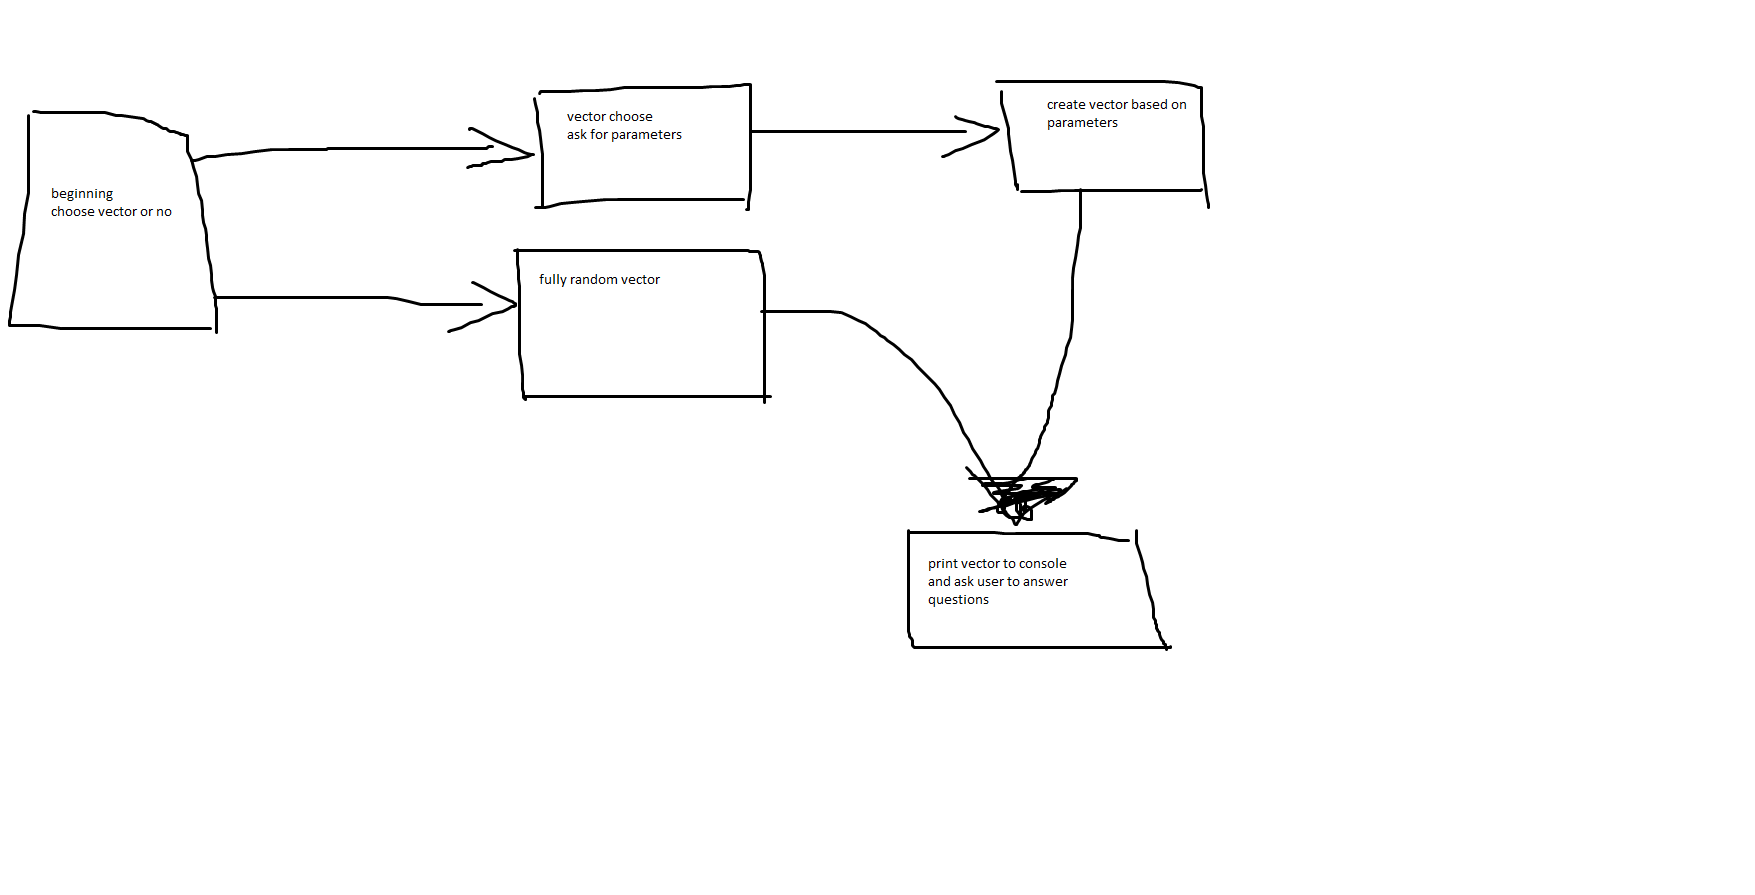 beginning
choose vector or no
vector choose
ask for parameters
create vector based on
parameters
fully random vector
print vector to console
and ask user to answer
questions